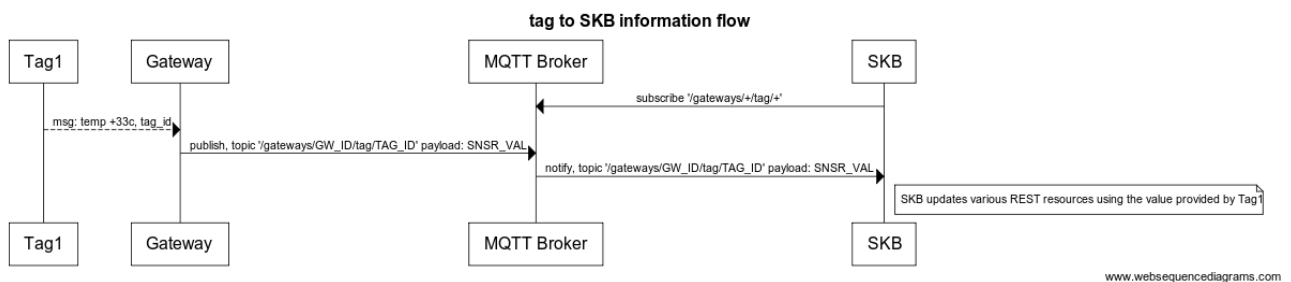 tag to SKB information flow
Tag1
Gateway
MQTT Broker
SKB
subscribe '/gateways/+/tag/+'
msg: temp +33c, tag_id
publish, topic '/gateways/GW_ID/tag/TAG_ID' payload: SNSR_VAL
notify, topic '/gateways/GW_ID/tag/TAG_ID' payload: SNSR_VAL
SKB updates various REST resources using the value provided by Tag1
Tag1
Gateway
MQTT Broker
SKB
www.websequencediagrams.com